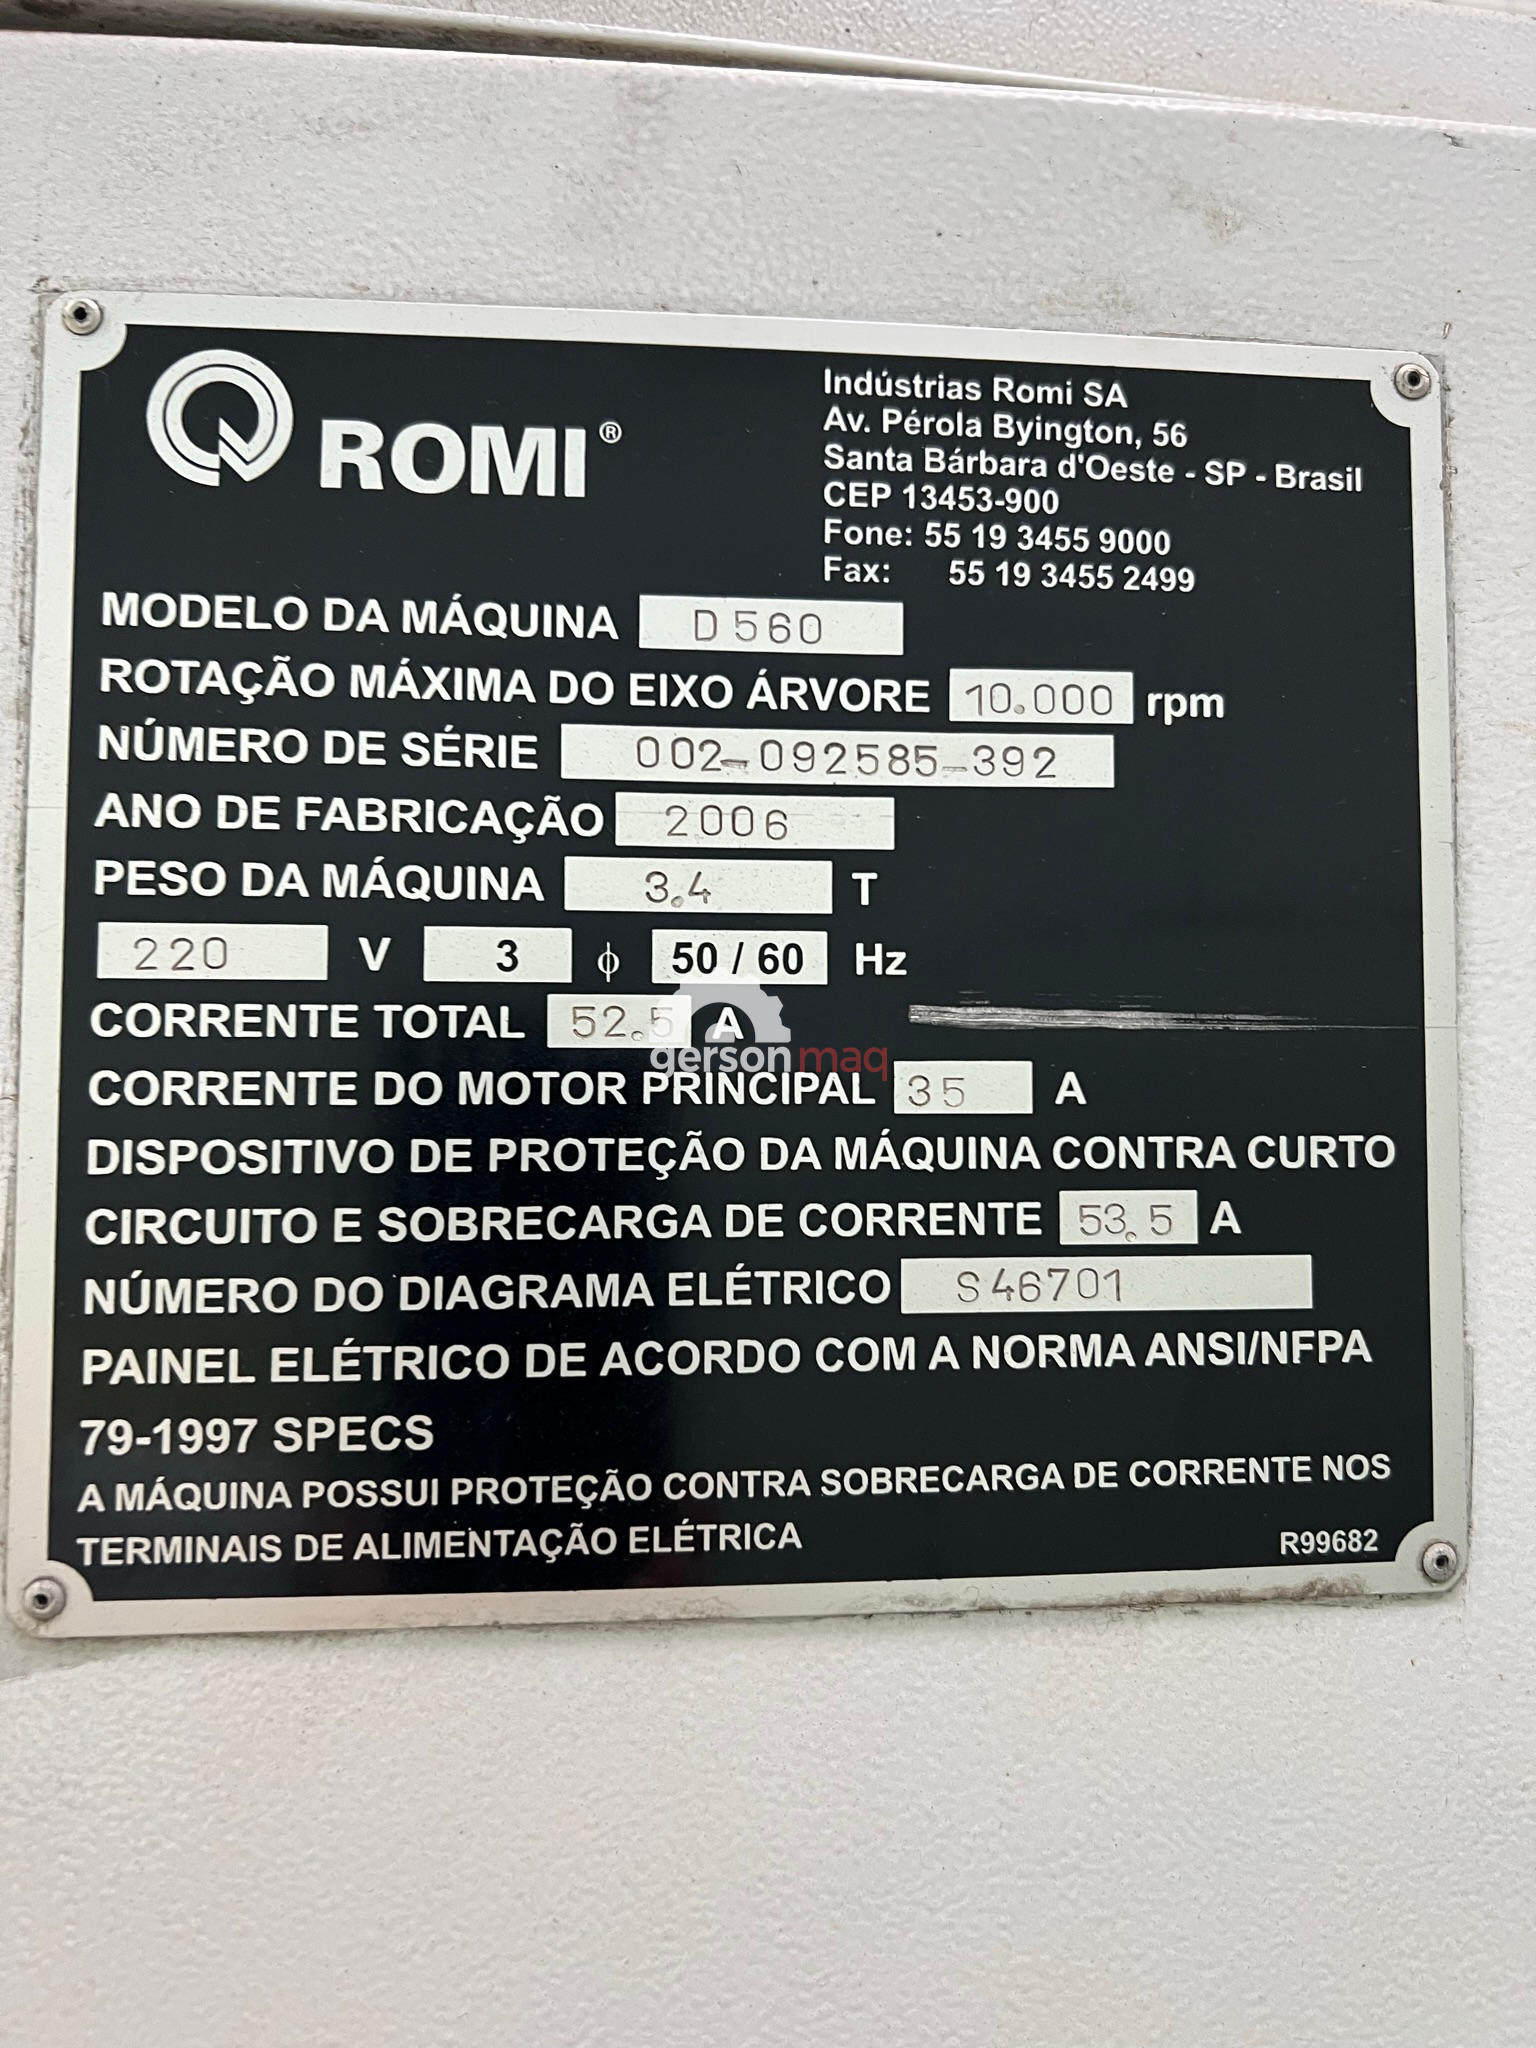 ROMI®
Indústrias Romi SA
Av. Pérola Byington, 56
Santa Bárbara d'Oeste - SP - Brasil
CEP 13453-900
Fone: 55 19 3455 9000
Fax: 55 19 3455 2499
MODELO DA MÁQUINA D560
ROTAÇÃO MÁXIMA DO EIXO ÁRVORE 10.000 rpm
NÚMERO DE SÉRIE 002-092585-392
ANO DE FABRICAÇÃO 2006
PESO DA MÁQUINA 3.4 T
220 V 3 ϕ 50 / 60 Hz
CORRENTE TOTAL 52.5 A
gersonmaq
CORRENTE DO MOTOR PRINCIPAL 35 A
DISPOSITIVO DE PROTEÇÃO DA MÁQUINA CONTRA CURTO
CIRCUITO E SOBRECARGA DE CORRENTE 53.5 A
NÚMERO DO DIAGRAMA ELÉTRICO S46701
PAINEL ELÉTRICO DE ACORDO COM A NORMA ANSI/NFPA
79-1997 SPECS
A MÁQUINA POSSUI PROTEÇÃO CONTRA SOBRECARGA DE CORRENTE NOS
TERMINAIS DE ALIMENTAÇÃO ELÉTRICA
R99682